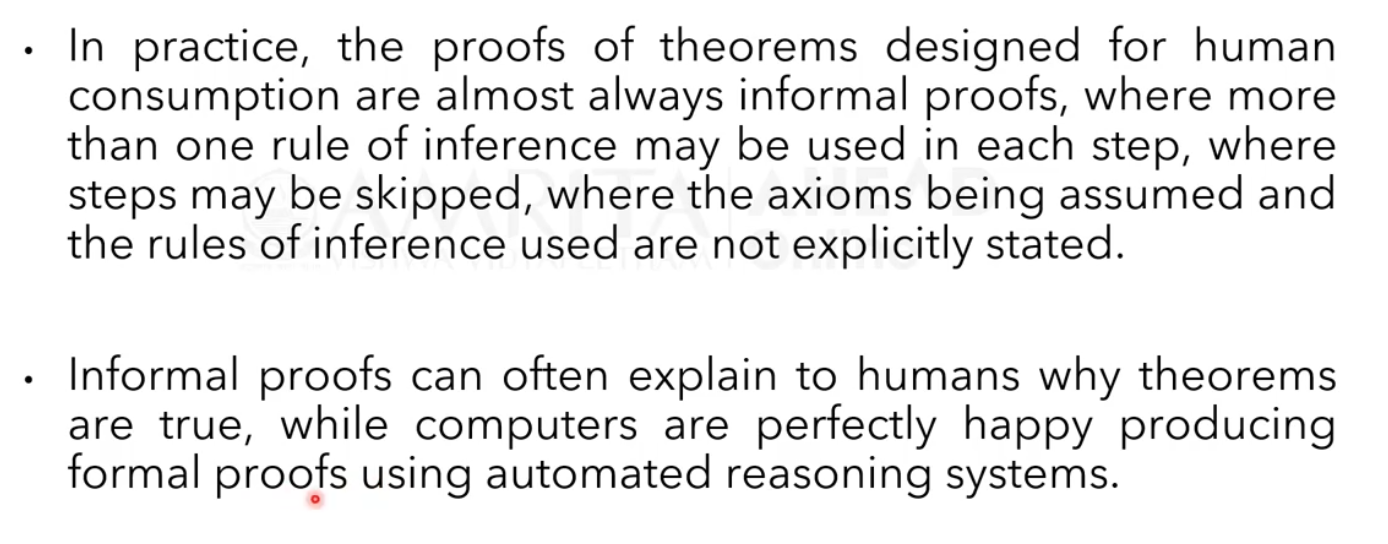 • In practice, the proofs of theorems designed for human
consumption are almost always informal proofs, where more
than one rule of inference may be used in each step, where
steps may be skipped, where the axioms being assumed and
the rules of inference used are not explicitly stated.
• Informal proofs can often explain to humans why theorems
are true, while computers are perfectly happy producing
formal proofs using automated reasoning systems.